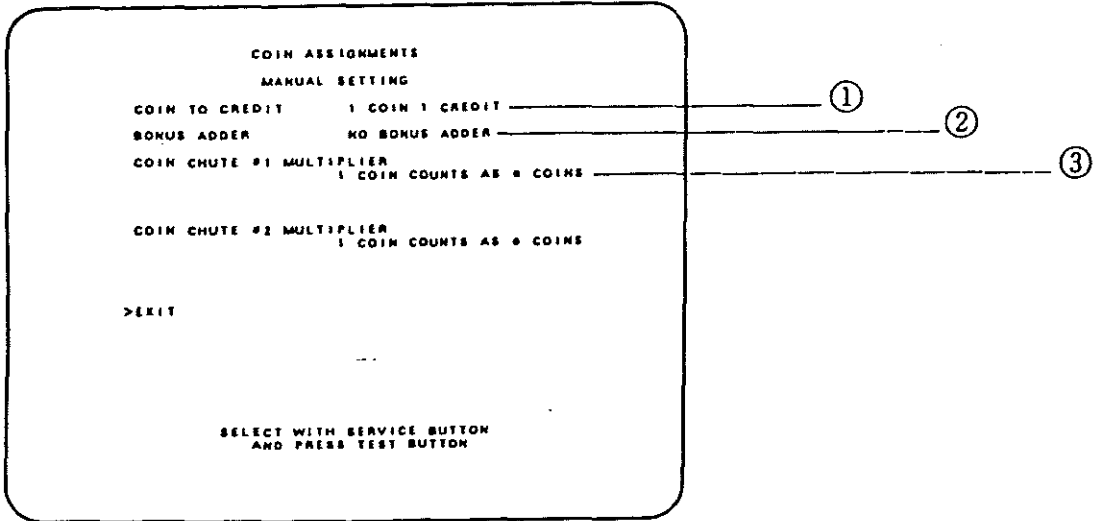 COIN ASSIGNMENTS
MANUAL SETTING
COIN TO CREDIT 1 COIN 1 CREDIT ①
BONUS ADDER NO BONUS ADDER ②
COIN CHUTE #1 MULTIPLIER
1 COIN COUNTS AS COINS ③
COIN CHUTE #2 MULTIPLIER
1 COIN COUNTS AS COINS
>EXIT
SELECT WITH SERVICE BUTTON
AND PRESS TEST BUTTON